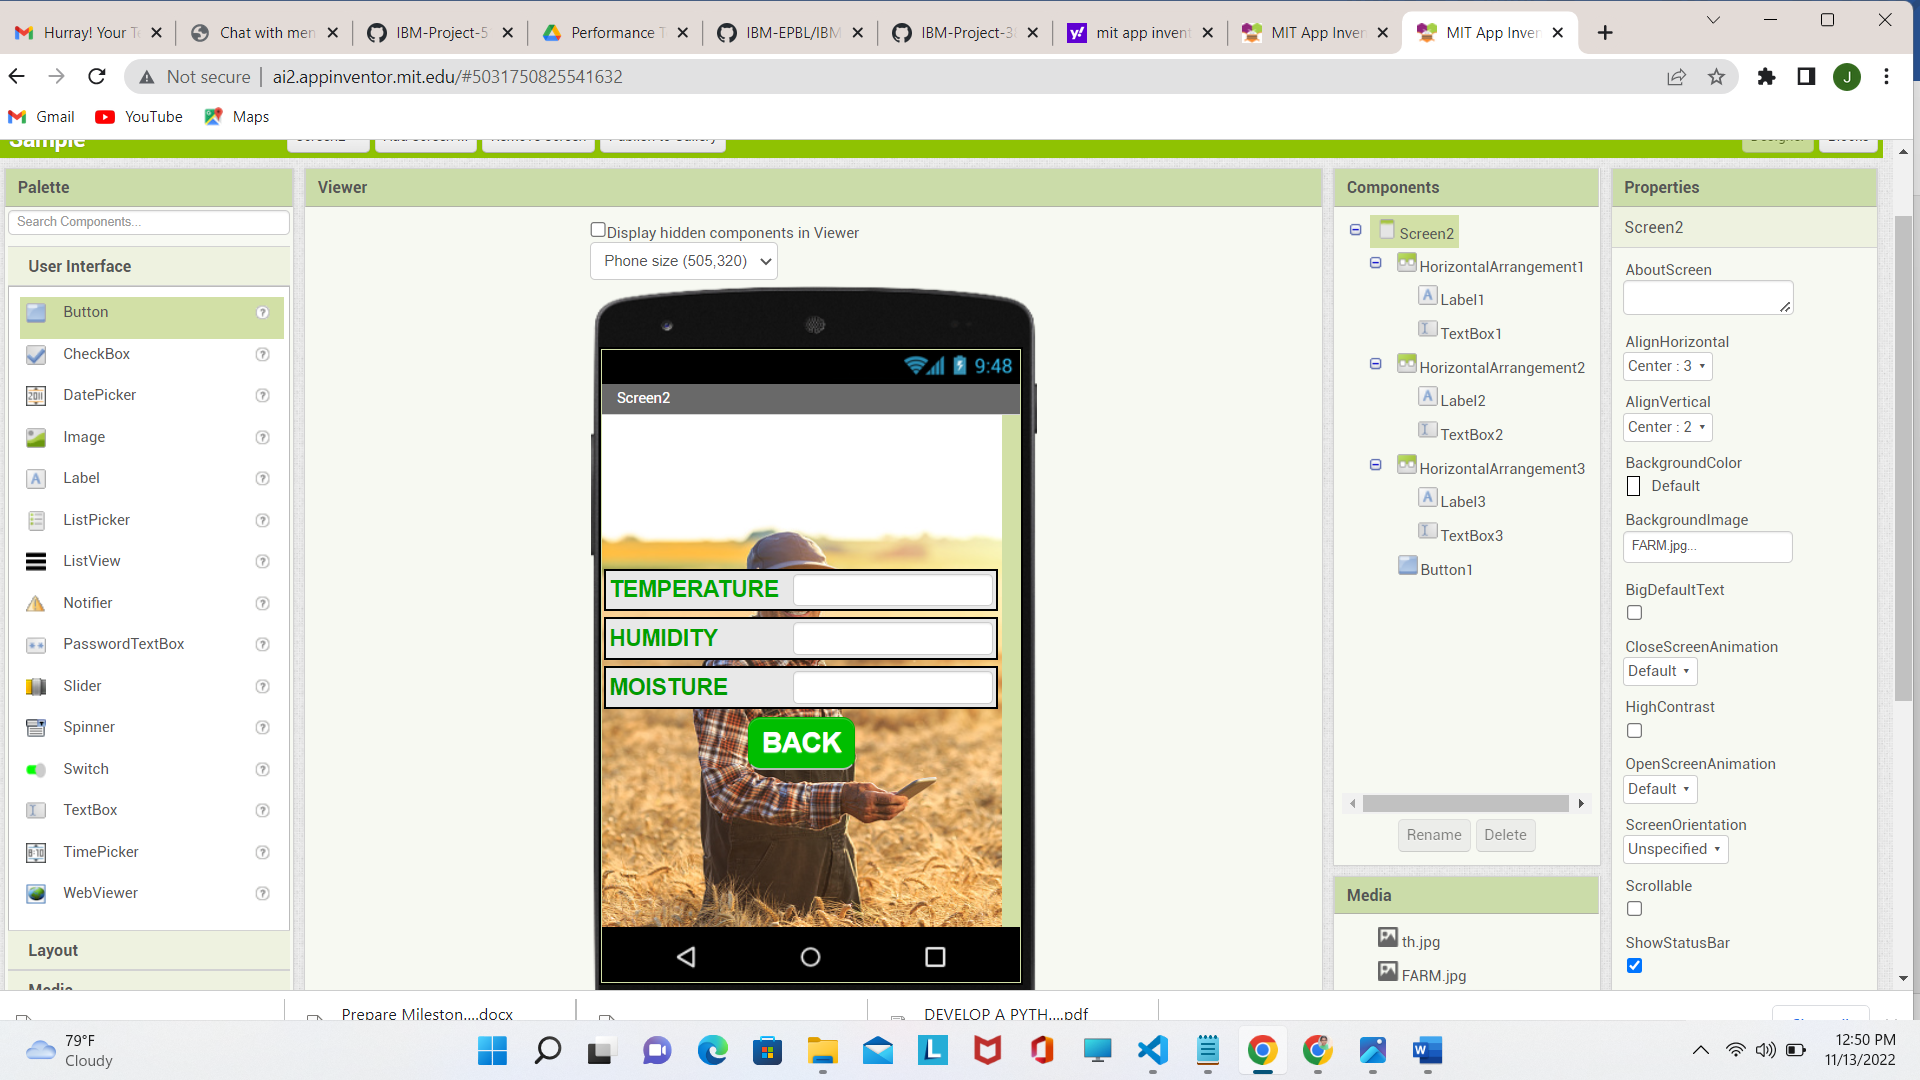 Hurray! Your T
Chat with men
IBM-Project-5
Performance T
IBM-EPBL/IBM
IBM-Project-3
mit app invent
MIT App Inven
MIT App Inven
Not secure
ai2.appinventor.mit.edu/#5031750825541632
J
Gmail
YouTube
Maps
Sample
Palette
Search Components...
User Interface
Button
CheckBox
DatePicker
Image
Label
ListPicker
ListView
Notifier
PasswordTextBox
Slider
Spinner
Switch
TextBox
TimePicker
WebViewer
Layout
Media
Viewer
Display hidden components in Viewer
Phone size (505,320)
9:48
Screen2
TEMPERATURE
HUMIDITY
MOISTURE
BACK
Components
Screen2
HorizontalArrangement1
Label1
TextBox1
HorizontalArrangement2
Label2
TextBox2
HorizontalArrangement3
Label3
TextBox3
Button1
Rename
Delete
Media
th.jpg
FARM.jpg
Properties
Screen2
AboutScreen
AlignHorizontal
Center : 3
AlignVertical
Center : 2
BackgroundColor
Default
BackgroundImage
FARM.jpg...
BigDefaultText
CloseScreenAnimation
Default
HighContrast
OpenScreenAnimation
Default
ScreenOrientation
Unspecified
Scrollable
ShowStatusBar
Prepare Mileston....docx
DEVELOP A PYTH....pdf
79°F
Cloudy
12:50 PM
11/13/2022